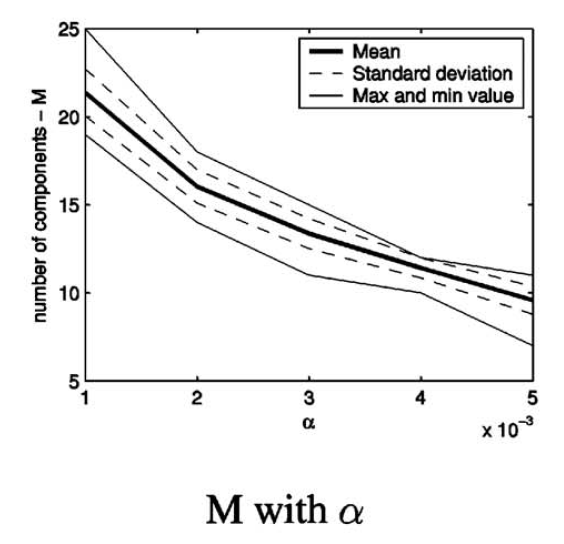 25
20
15
10
5
number of components – M
Mean
Standard deviation
Max and min value
1 2 3 4 5
α
x 10⁻³
M with α